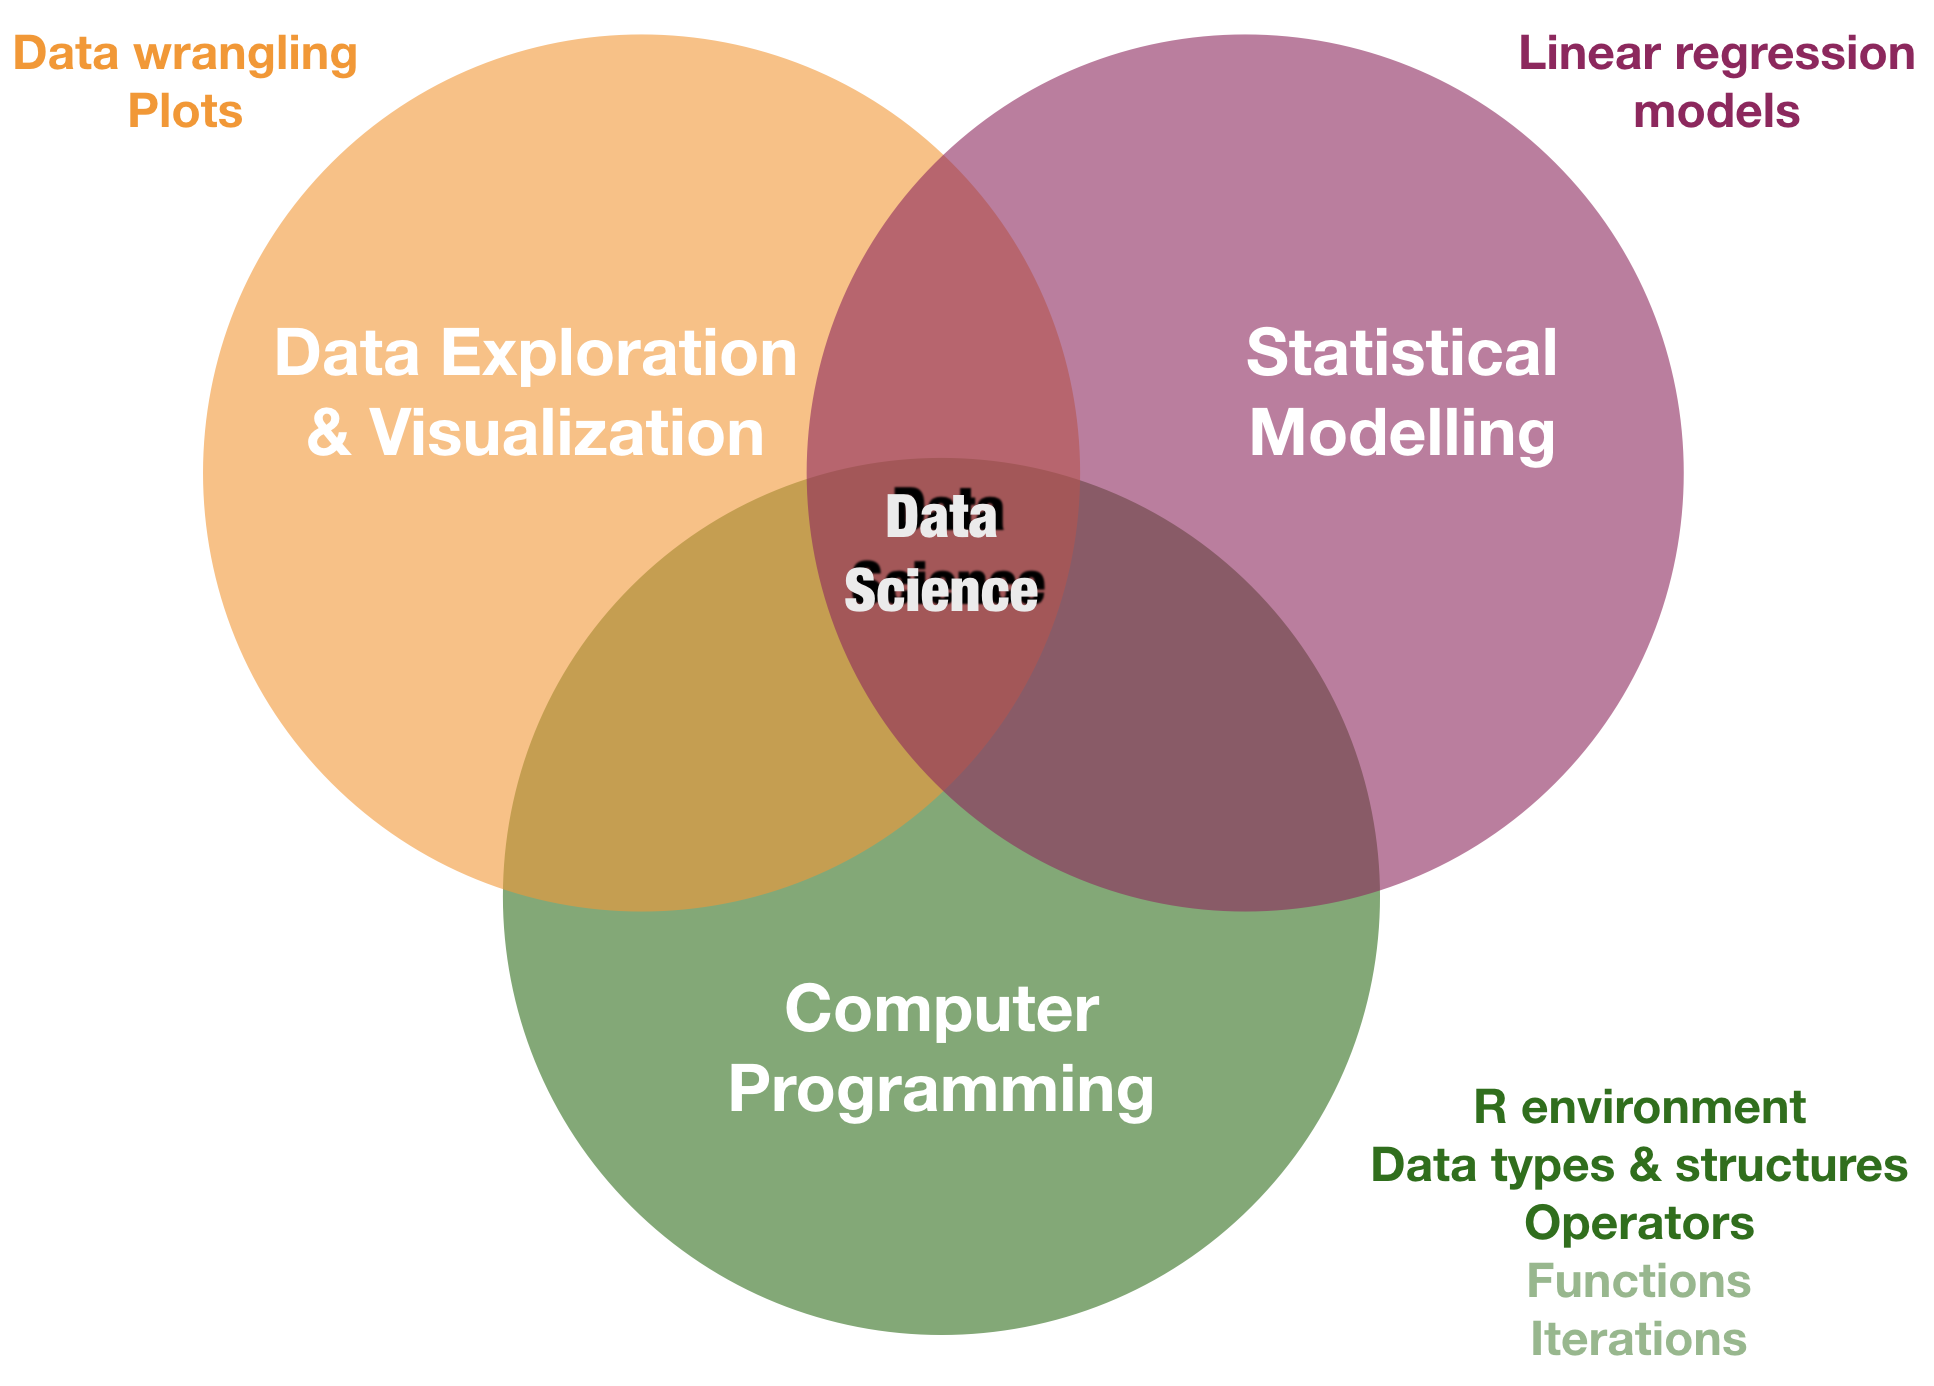 Data wrangling
Plots
Linear regression
models
Data Exploration
& Visualization
Statistical
Modelling
Data
Science
Computer
Programming
R environment
Data types & structures
Operators
Functions
Iterations